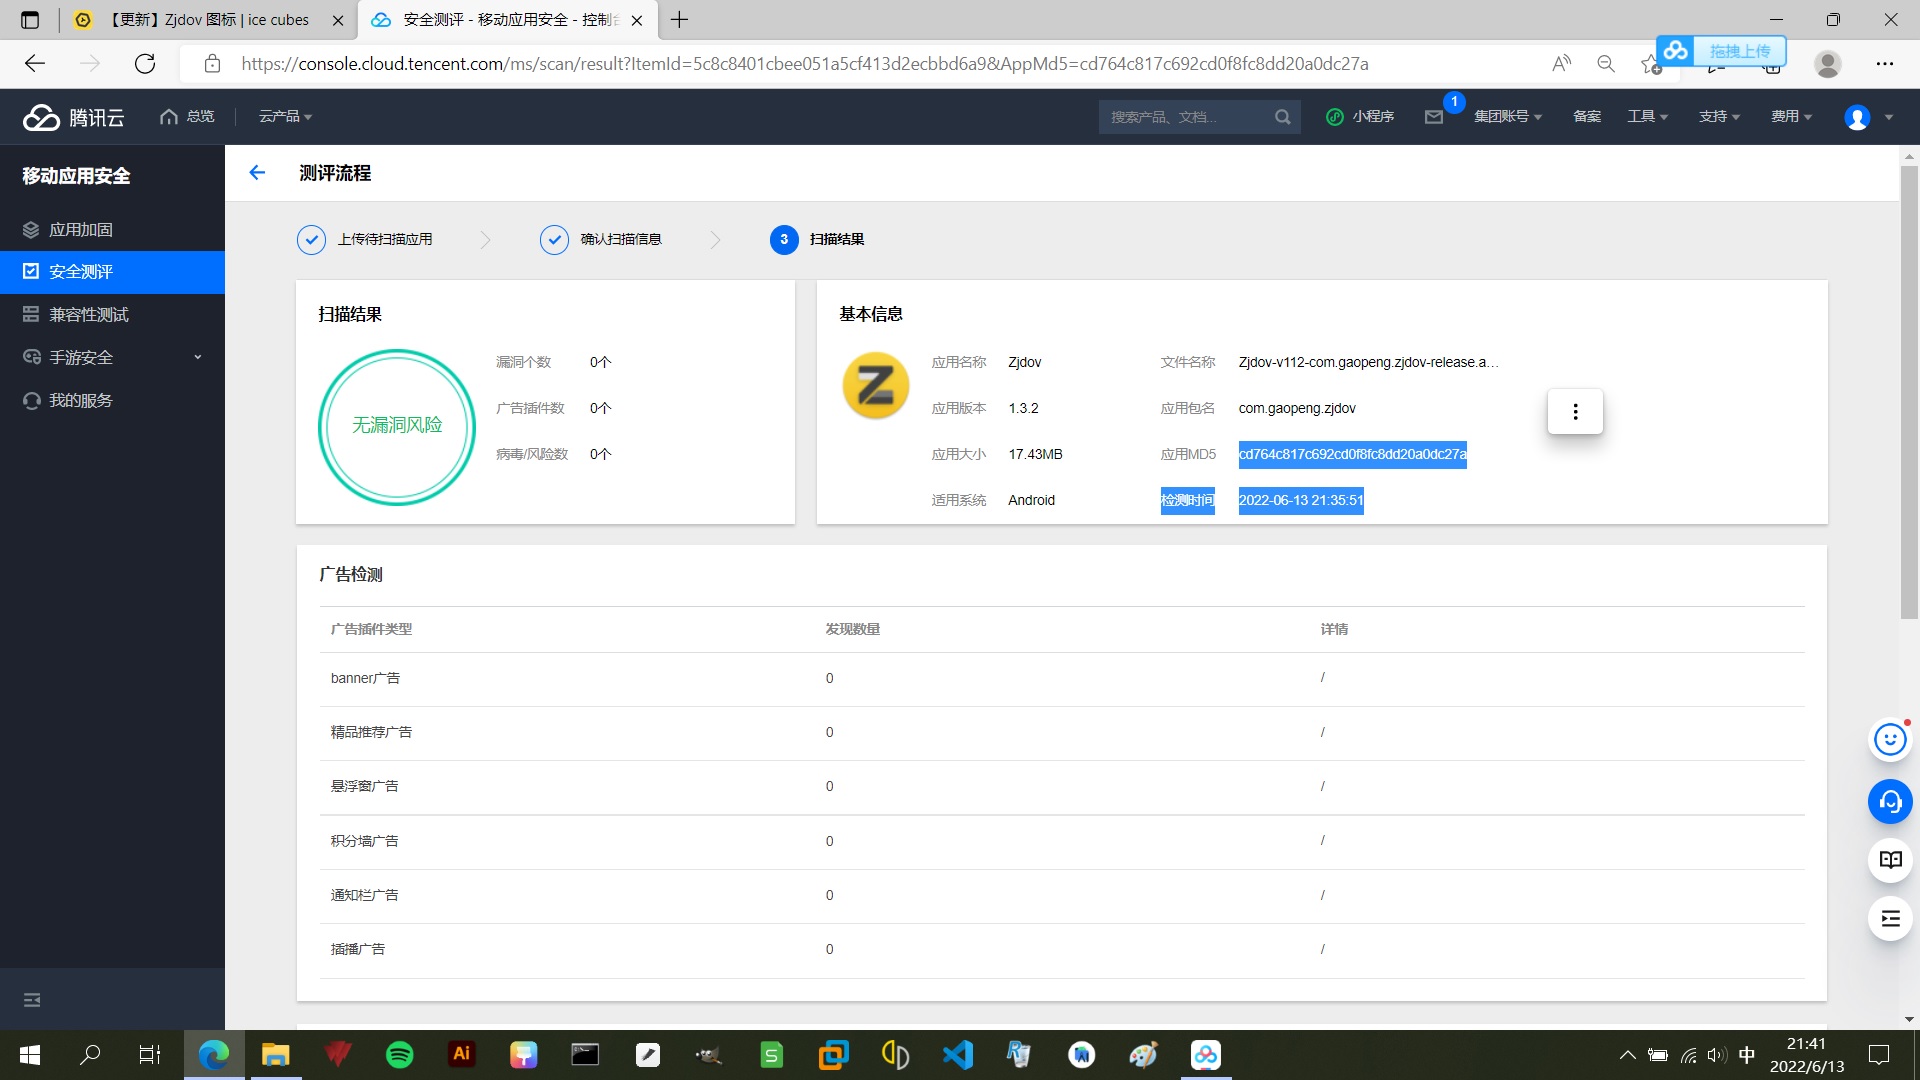 【更新】Zjdov 图标 | ice cubes
安全测评 - 移动应用安全 - 控制台
https://console.cloud.tencent.com/ms/scan/result?ItemId=5c8c8401cbee051a5cf413d2ecbbd6a9&AppMd5=cd764c817c692cd0f8fc8dd20a0dc27a
拖拽上传
腾讯云
总览
云产品
搜索产品、文档...
小程序
1
集团账号
备案
工具
支持
费用
移动应用安全
应用加固
安全测评
兼容性测试
手游安全
我的服务
测评流程
上传待扫描应用
确认扫描信息
3 扫描结果
扫描结果
无漏洞风险
漏洞个数 0个
广告插件数 0个
病毒/风险数 0个
基本信息
Z
应用名称 Zjdov 文件名称 Zjdov-v112-com.gaopeng.zjdov-release.a...
应用版本 1.3.2 应用包名 com.gaopeng.zjdov
应用大小 17.43MB 应用MD5 cd764c817c692cd0f8fc8dd20a0dc27a
适用系统 Android 检测时间 2022-06-13 21:35:51
广告检测
广告插件类型 发现数量 详情
banner广告 0 /
精品推荐广告 0 /
悬浮窗广告 0 /
积分墙广告 0 /
通知栏广告 0 /
插播广告 0 /
Ai
S
中
21:41
2022/6/13